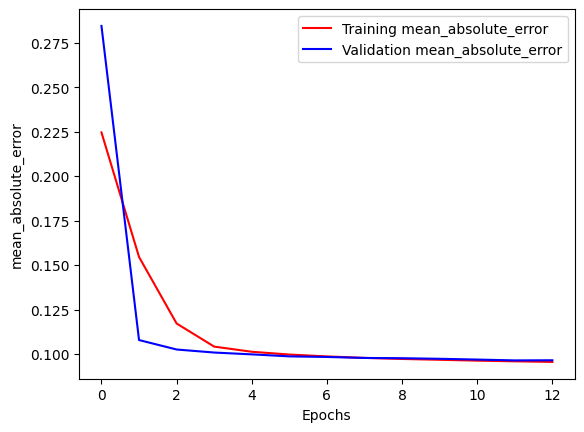 Training mean_absolute_error
Validation mean_absolute_error
mean_absolute_error
0.275
0.250
0.225
0.200
0.175
0.150
0.125
0.100
0 2 4 6 8 10 12
Epochs